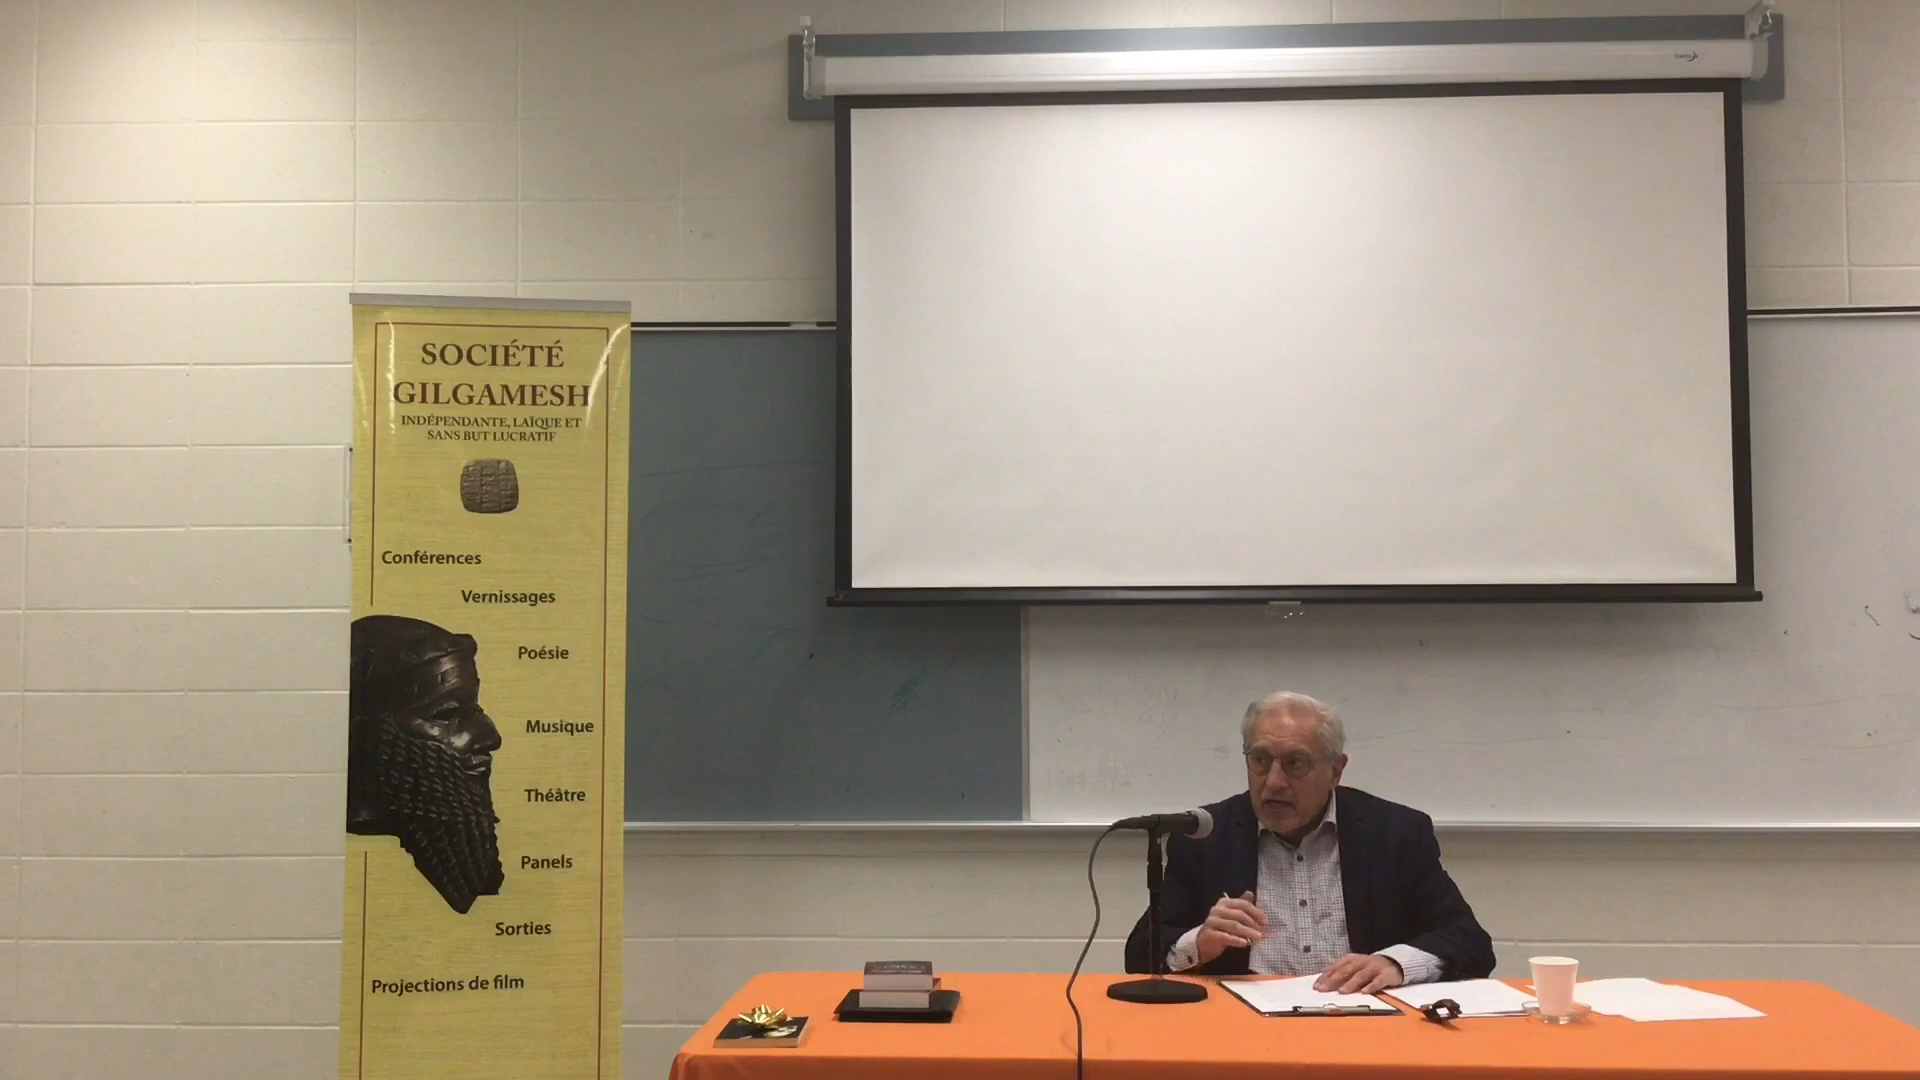 SOCIÉTÉ
GILGAMESH
INDÉPENDANTE, LAÏQUE ET
SANS BUT LUCRATIF
Conférences
Vernissages
Poésie
Musique
Théâtre
Panels
Sorties
Projections de film